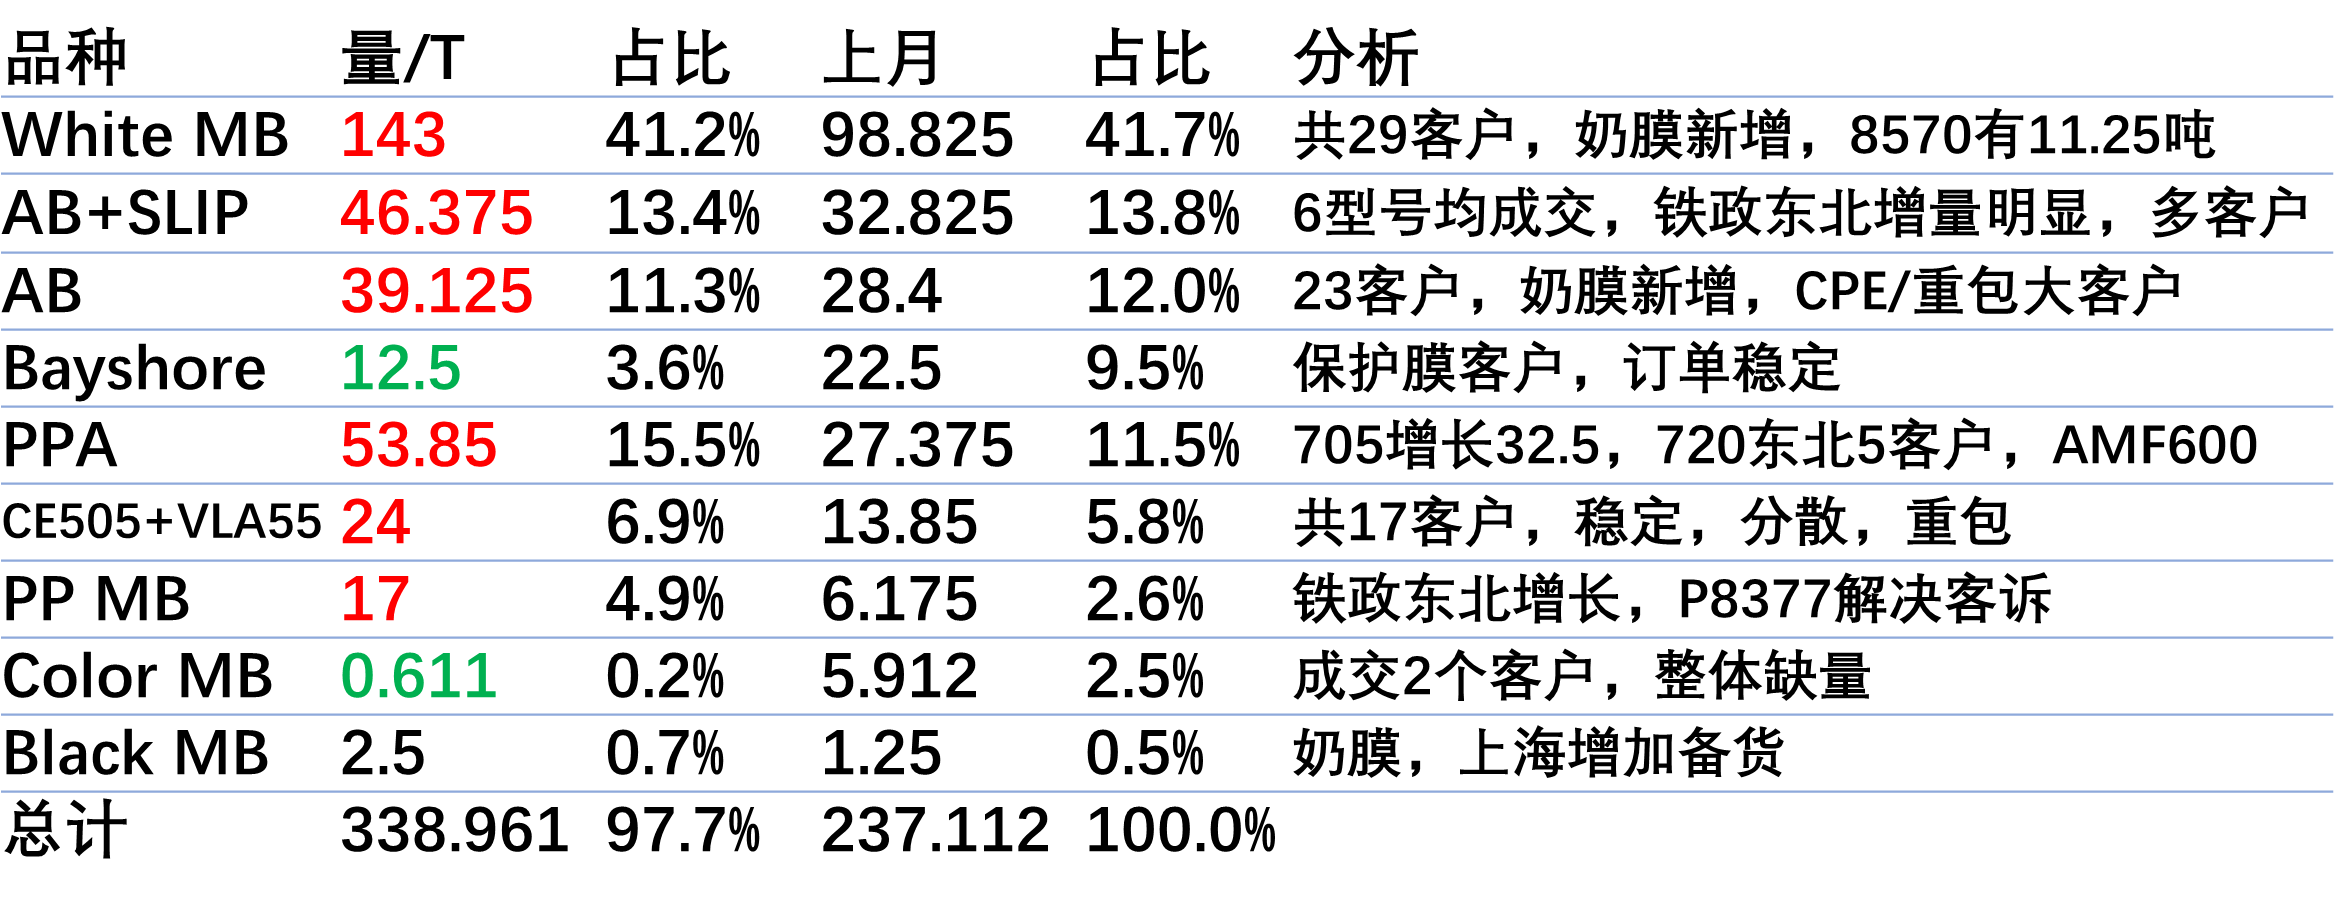 品种 量/T 占比 上月 占比 分析
White MB 143 41.2% 98.825 41.7% 共29客户，奶膜新增，8570有11.25吨
AB+SLIP 46.375 13.4% 32.825 13.8% 6型号均成交，铁政东北增量明显，多客户
AB 39.125 11.3% 28.4 12.0% 23客户，奶膜新增，CPE/重包大客户
Bayshore 12.5 3.6% 22.5 9.5% 保护膜客户，订单稳定
PPA 53.85 15.5% 27.375 11.5% 705增长32.5，720东北5客户，AMF600
CE505+VLA55 24 6.9% 13.85 5.8% 共17客户，稳定，分散，重包
PP MB 17 4.9% 6.175 2.6% 铁政东北增长，P8377解决客诉
Color MB 0.611 0.2% 5.912 2.5% 成交2个客户，整体缺量
Black MB 2.5 0.7% 1.25 0.5% 奶膜，上海增加备货
总计 338.961 97.7% 237.112 100.0%